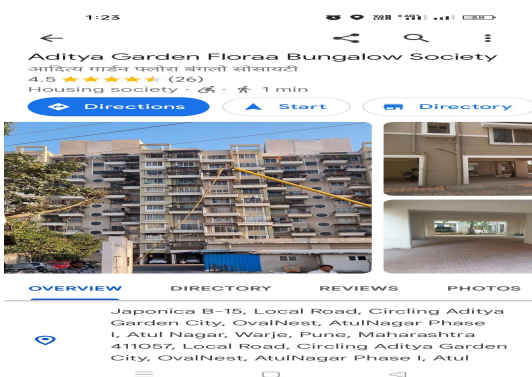 1:23
Aditya Garden Floraa Bungalow Society
आदित्य गार्डन फ्लोरा बंगलो सोसायटी
4.5 (26)
Housing society · 1 min
Directions Start Directory
OVERVIEW DIRECTORY REVIEWS PHOTOS
Japonica B-15, Local Road, Circling Aditya
Garden City, OvalNest, AtulNagar Phase
I, Atul Nagar, Warje, Pune, Maharashtra
411057, Local Road, Circling Aditya Garden
City, OvalNest, AtulNagar Phase I, Atul